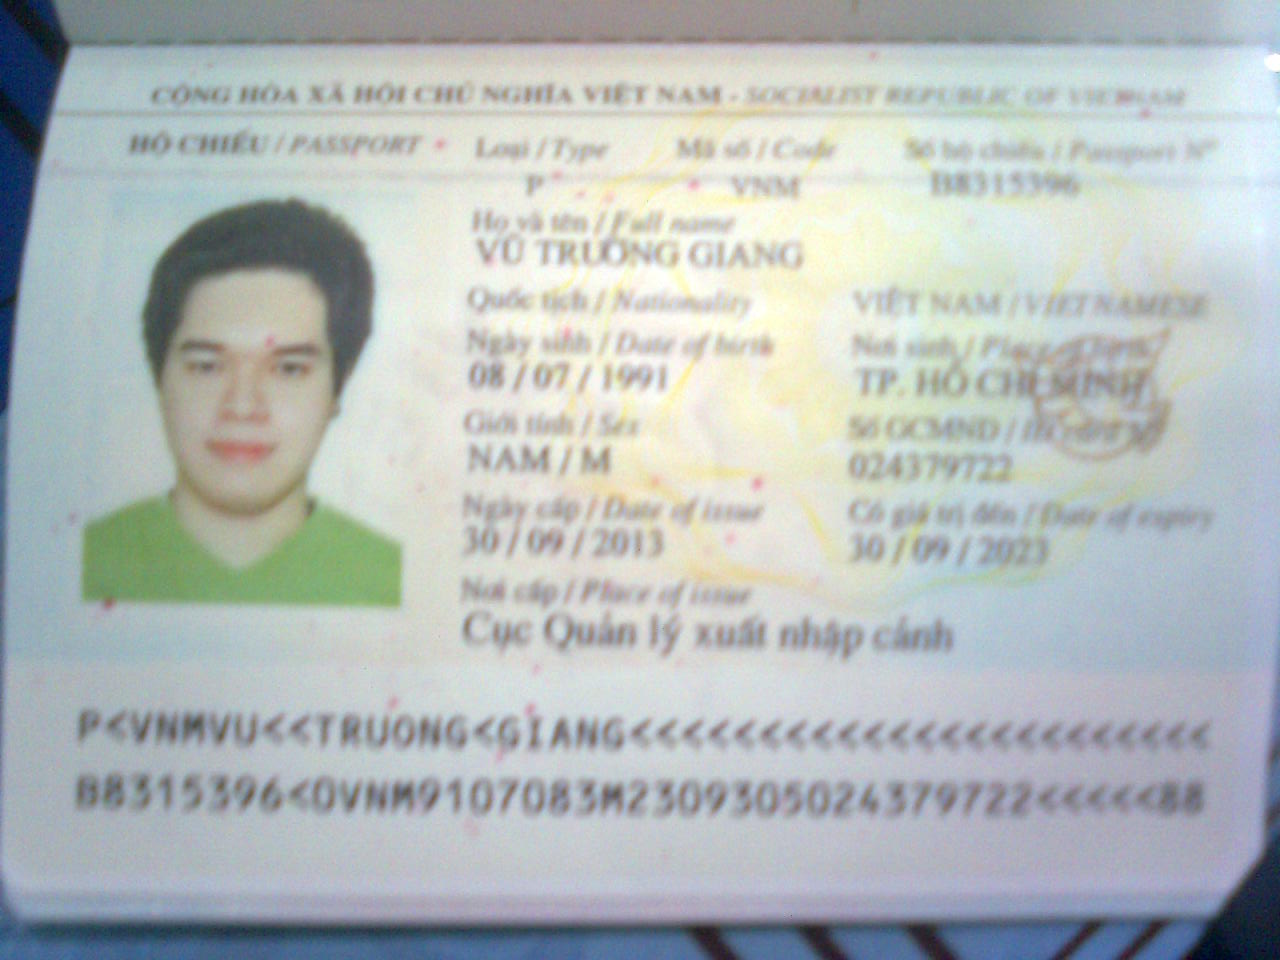 CỘNG HÒA XÃ HỘI CHỦ NGHĨA VIỆT NAM - SOCIALIST REPUBLIC OF VIETNAM
HỘ CHIẾU / PASSPORT
Loại / Type
Mã số / Code
Số hộ chiếu / Passport Nº
P
VNM
B8315396
Họ và tên / Full name
VŨ TRƯỜNG GIANG
Quốc tịch / Nationality
VIỆT NAM / VIETNAMESE
Ngày sinh / Date of birth
Nơi sinh / Place of birth
08 / 07 / 1991
TP. HỒ CHÍ MINH
Giới tính / Sex
Số GCMND / ID card Nº
NAM / M
024379722
Ngày cấp / Date of issue
Có giá trị đến / Date of expiry
30 / 09 / 2013
30 / 09 / 2023
Nơi cấp / Place of issue
Cục Quản lý xuất nhập cảnh
P<VNMVU<<TRUONG<GIANG<<<<<<<<<<<<<<<<<<<<<<<
B8315396<0VNM9107083M2309305024379722<<<<<88